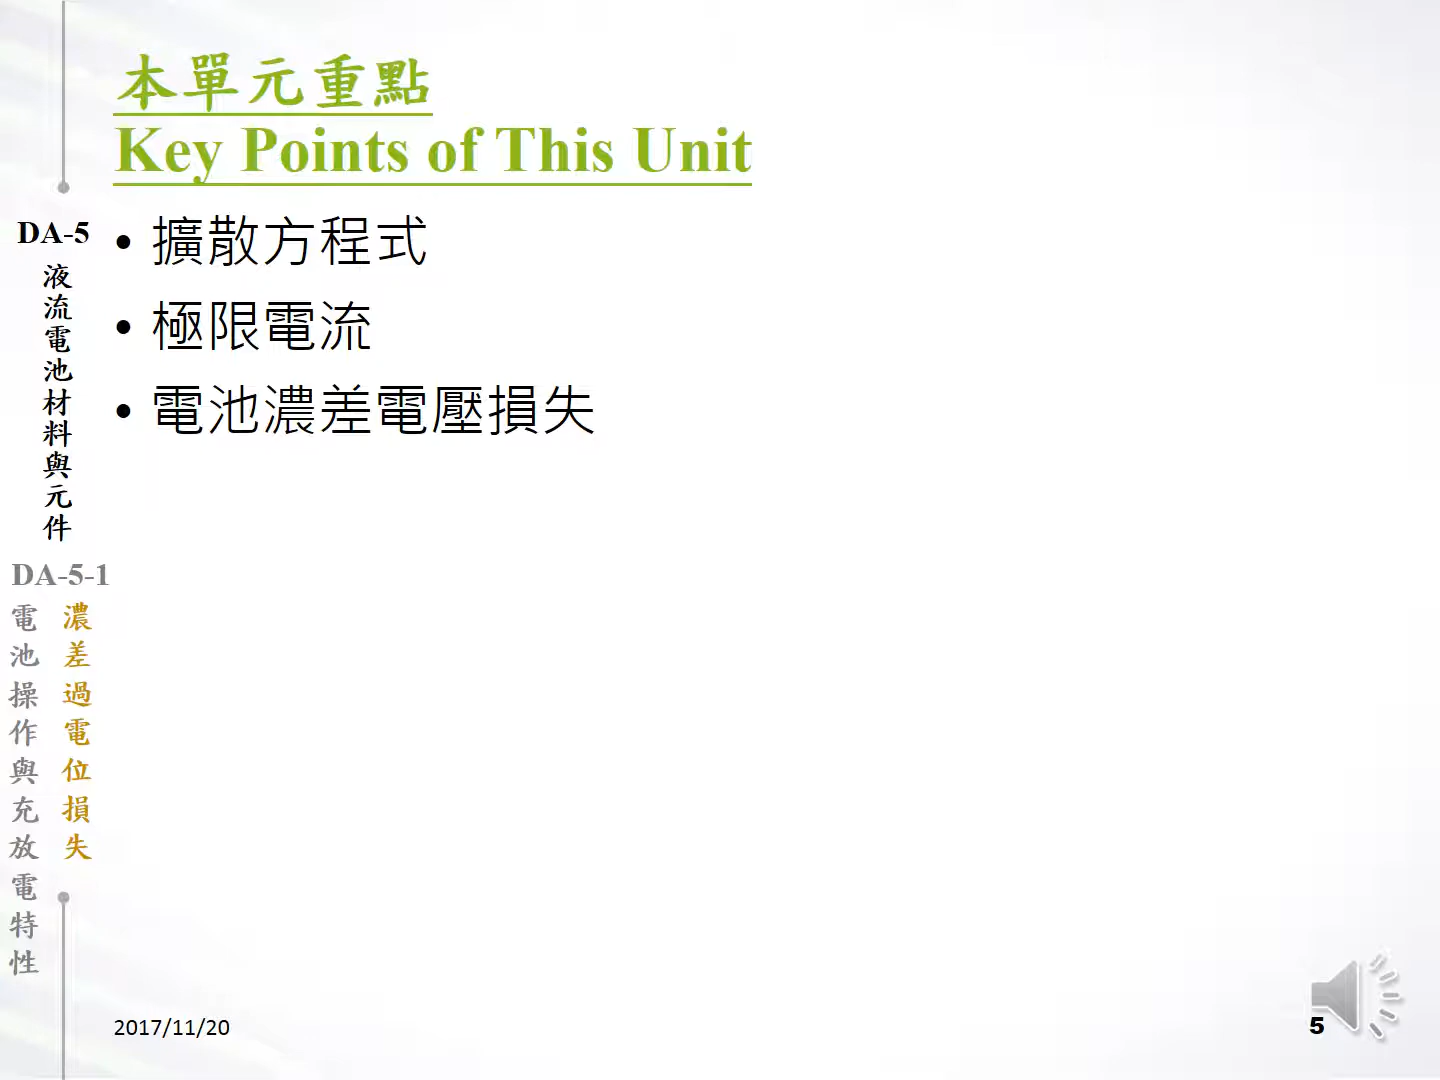 本單元重點
Key Points of This Unit
DA-5
液流電池材料與元件
DA-5-1
電池操作與充放電特性
濃差過電位損失
• 擴散方程式
• 極限電流
• 電池濃差電壓損失
2017/11/20
5